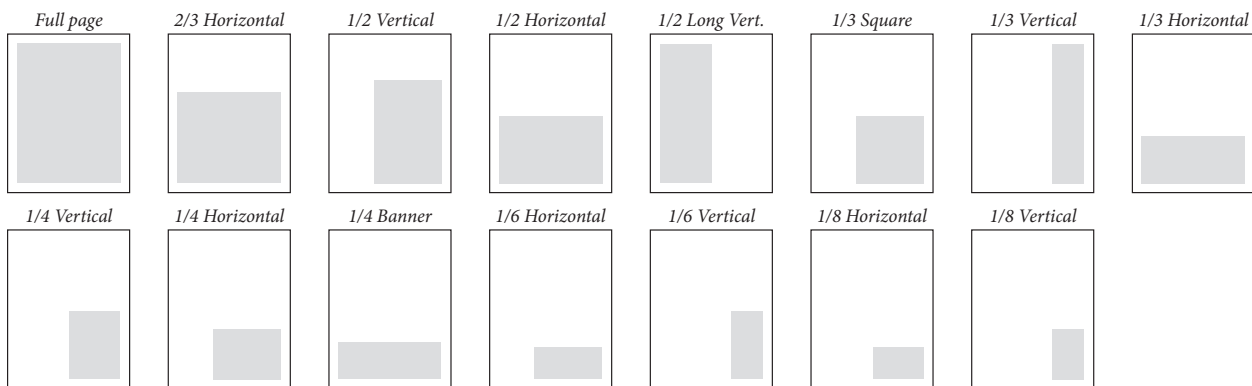 Full page 2/3 Horizontal 1/2 Vertical 1/2 Horizontal 1/2 Long Vert. 1/3 Square 1/3 Vertical 1/3 Horizontal
1/4 Vertical 1/4 Horizontal 1/4 Banner 1/6 Horizontal 1/6 Vertical 1/8 Horizontal 1/8 Vertical